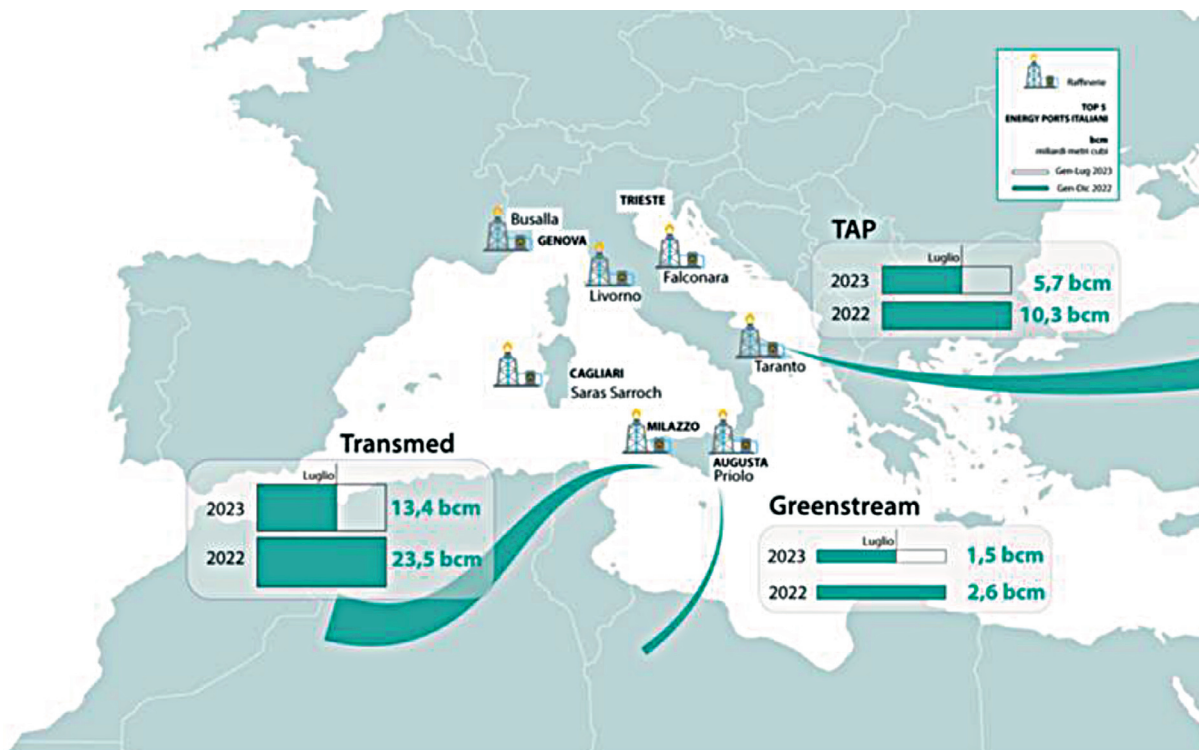 Raffinerie
TOP 5
ENERGY PORTS ITALIANI
bcm
miliardi metri cubi
Gen-Lug 2023
Gen-Dic 2022
TRIESTE
Busalla
GENOVA
Livorno
Falconara
Taranto
CAGLIARI
Saras Sarroch
MILAZZO
AUGUSTA
Priolo
TAP
Luglio
2023 5,7 bcm
2022 10,3 bcm
Transmed
Luglio
2023 13,4 bcm
2022 23,5 bcm
Greenstream
Luglio
2023 1,5 bcm
2022 2,6 bcm